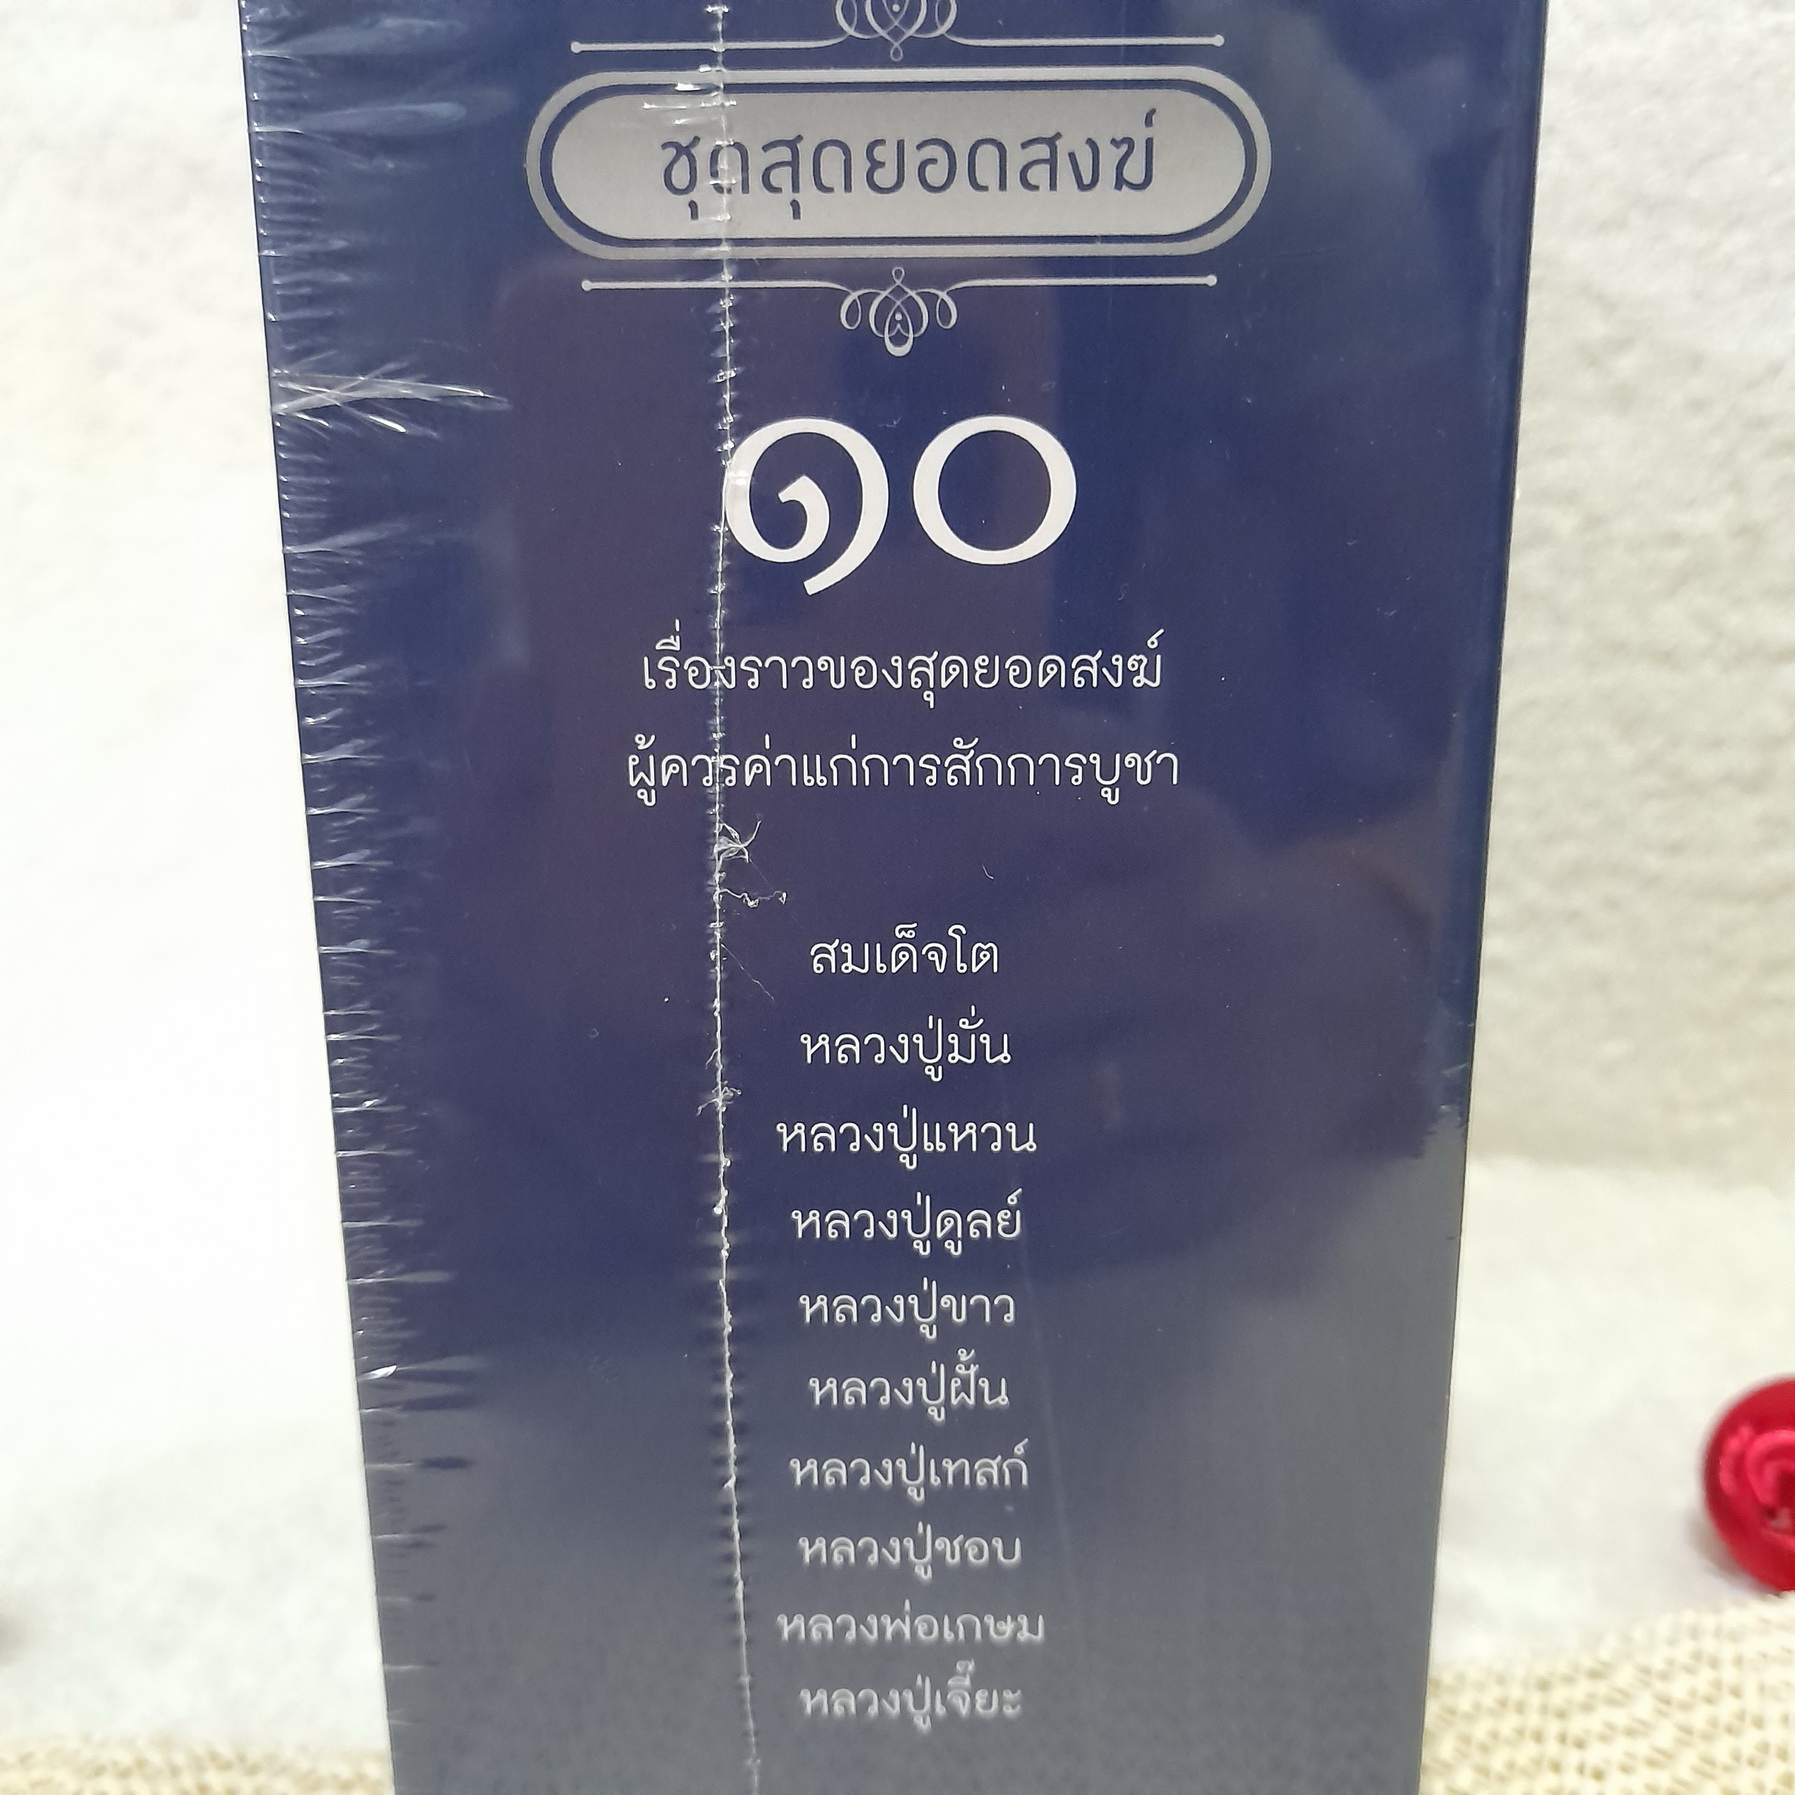 ชุดสุดยอดสงฆ์
๑๐
เรื่องราวของสุดยอดสงฆ์
ผู้ควรค่าแก่การสักการบูชา
สมเด็จโต
หลวงปู่มั่น
หลวงปู่แหวน
หลวงปู่ดูลย์
หลวงปู่ขาว
หลวงปู่ฝั้น
หลวงปู่เทสก์
หลวงปู่ชอบ
หลวงพ่อเกษม
หลวงปู่เจี๊ยะ